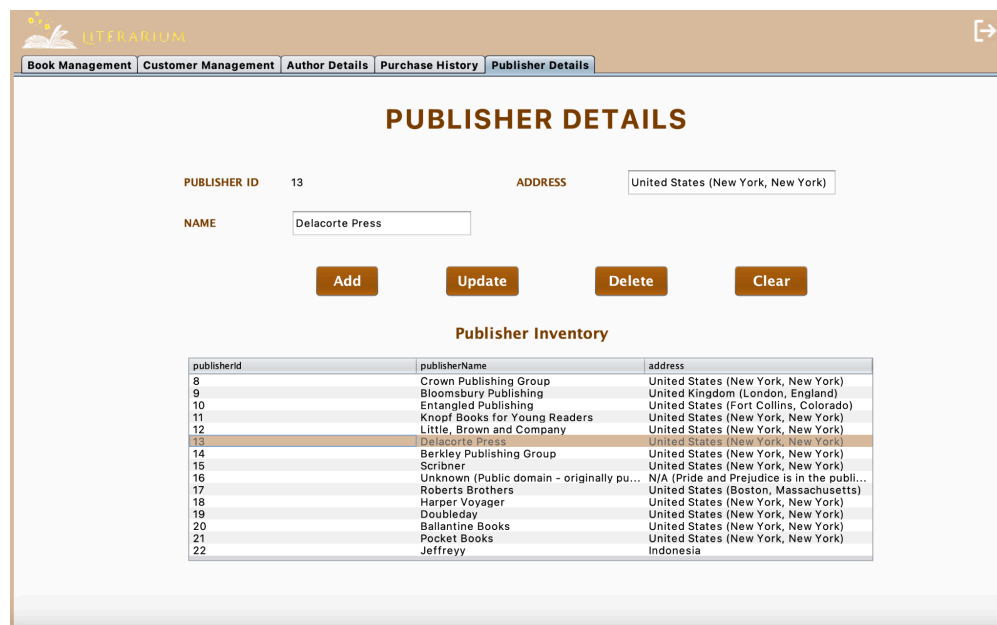 LITERARIUM
Book Management Customer Management Author Details Purchase History Publisher Details
PUBLISHER DETAILS
PUBLISHER ID 13 ADDRESS United States (New York, New York)
NAME Delacorte Press
Add Update Delete Clear
Publisher Inventory
publisherId publisherName address
8 Crown Publishing Group United States (New York, New York)
9 Bloomsbury Publishing United Kingdom (London, England)
10 Entangled Publishing United States (Fort Collins, Colorado)
11 Knopf Books for Young Readers United States (New York, New York)
12 Little, Brown and Company United States (New York, New York)
13 Delacorte Press United States (New York, New York)
14 Berkley Publishing Group United States (New York, New York)
15 Scribner United States (New York, New York)
16 Unknown (Public domain - originally pu... N/A (Pride and Prejudice is in the publi...
17 Roberts Brothers United States (Boston, Massachusetts)
18 Harper Voyager United States (New York, New York)
19 Doubleday United States (New York, New York)
20 Ballantine Books United States (New York, New York)
21 Pocket Books United States (New York, New York)
22 Jeffreyy Indonesia